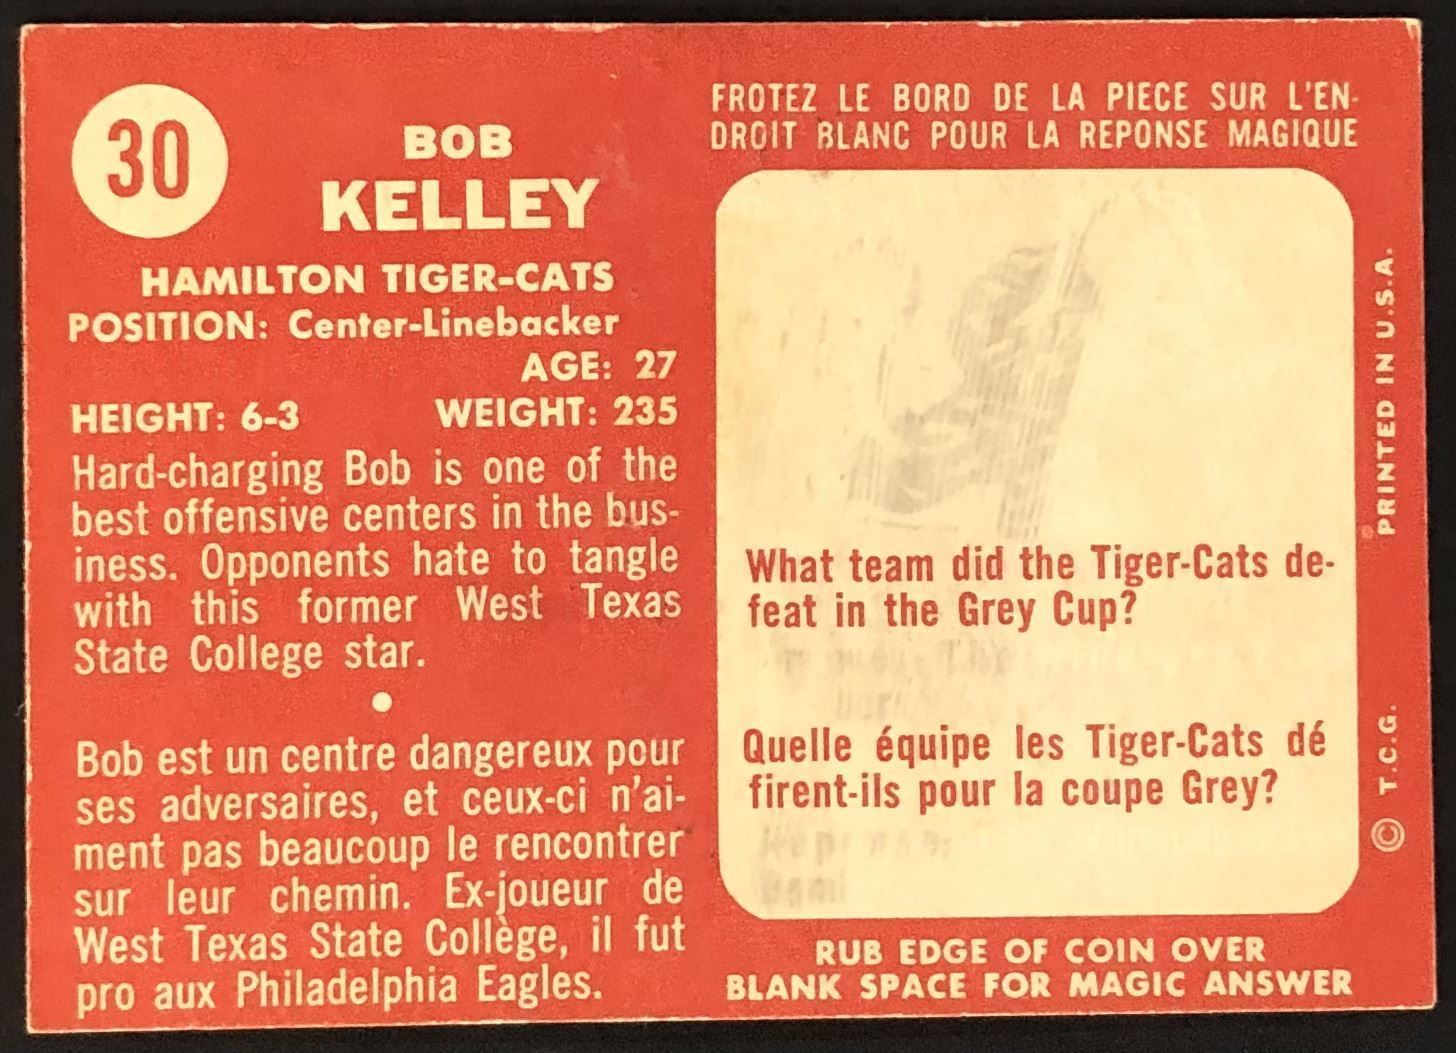 30
BOB
KELLEY
HAMILTON TIGER-CATS
POSITION: Center-Linebacker
AGE: 27
HEIGHT: 6-3 WEIGHT: 235
Hard-charging Bob is one of the
best offensive centers in the bus-
iness. Opponents hate to tangle
with this former West Texas
State College star.
Bob est un centre dangereux pour
ses adversaires, et ceux-ci n'ai-
ment pas beaucoup le rencontrer
sur leur chemin. Ex-joueur de
West Texas State Collège, il fut
pro aux Philadelphia Eagles.
FROTEZ LE BORD DE LA PIECE SUR L'EN-
DROIT BLANC POUR LA REPONSE MAGIQUE
What team did the Tiger-Cats de-
feat in the Grey Cup?
Quelle équipe les Tiger-Cats dé
firent-ils pour la coupe Grey?
RUB EDGE OF COIN OVER
BLANK SPACE FOR MAGIC ANSWER
© T.C.G. PRINTED IN U.S.A.